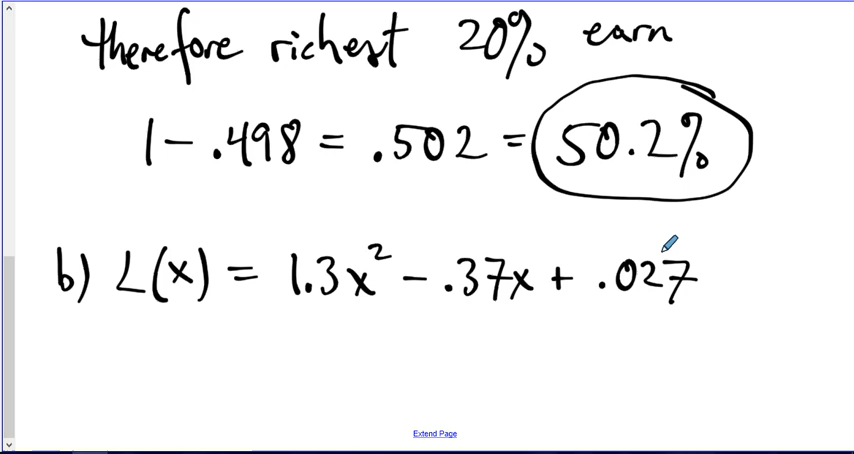 therefore richest 20% earn
1 - .498 = .502 = 50.2%
b) L(x) = 1.3x² - .37x + .027
Extend Page